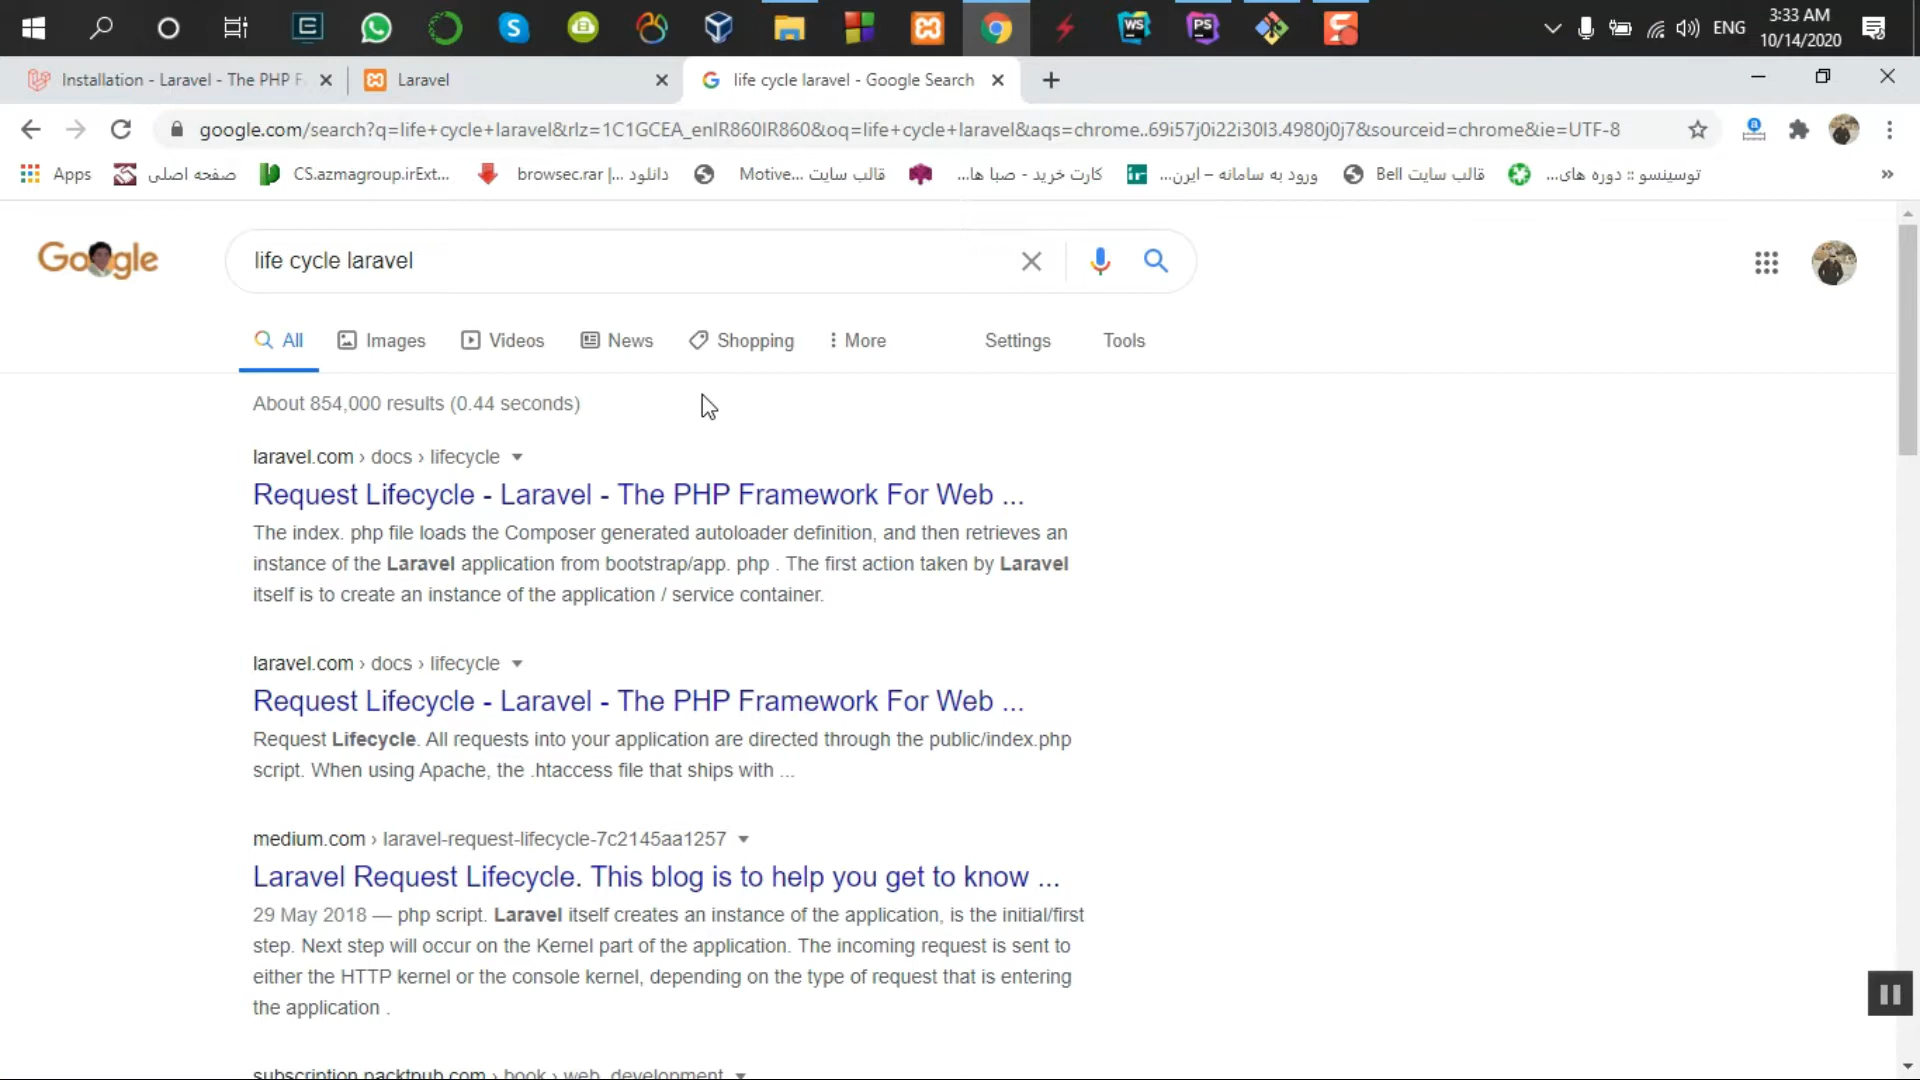 ENG
3:33 AM
10/14/2020
WS
PS
Installation - Laravel - The PHP F
Laravel
life cycle laravel - Google Search
google.com/search?q=life+cycle+laravel&rlz=1C1GCEA_enIR860IR860&oq=life+cycle+laravel&aqs=chrome..69i57j0i22i30l3.4980j0j7&sourceid=chrome&ie=UTF-8
Apps
صفحه اصلی
CS.azmagroup.irExt...
دانلود ...| browsec.rar
قالب سایت ...Motive
کارت خرید - صبا ها...
ورود به سامانه – ایرن...
قالب سایت Bell
توسینسو :: دوره های...
»
Google
life cycle laravel
All
Images
Videos
News
Shopping
More
Settings
Tools
About 854,000 results (0.44 seconds)
laravel.com › docs › lifecycle
Request Lifecycle - Laravel - The PHP Framework For Web ...
The index. php file loads the Composer generated autoloader definition, and then retrieves an
instance of the Laravel application from bootstrap/app. php . The first action taken by Laravel
itself is to create an instance of the application / service container.
laravel.com › docs › lifecycle
Request Lifecycle - Laravel - The PHP Framework For Web ...
Request Lifecycle. All requests into your application are directed through the public/index.php
script. When using Apache, the .htaccess file that ships with ...
medium.com › laravel-request-lifecycle-7c2145aa1257
Laravel Request Lifecycle. This blog is to help you get to know ...
29 May 2018 — php script. Laravel itself creates an instance of the application, is the initial/first
step. Next step will occur on the Kernel part of the application. The incoming request is sent to
either the HTTP kernel or the console kernel, depending on the type of request that is entering
the application .
subscription.packtpub.com › book › web_development